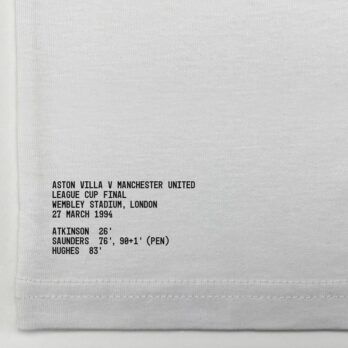 ASTON VILLA V MANCHESTER UNITED
LEAGUE CUP FINAL
WEMBLEY STADIUM, LONDON
27 MARCH 1994
ATKINSON 26'
SAUNDERS 76', 90+1' (PEN)
HUGHES 83'